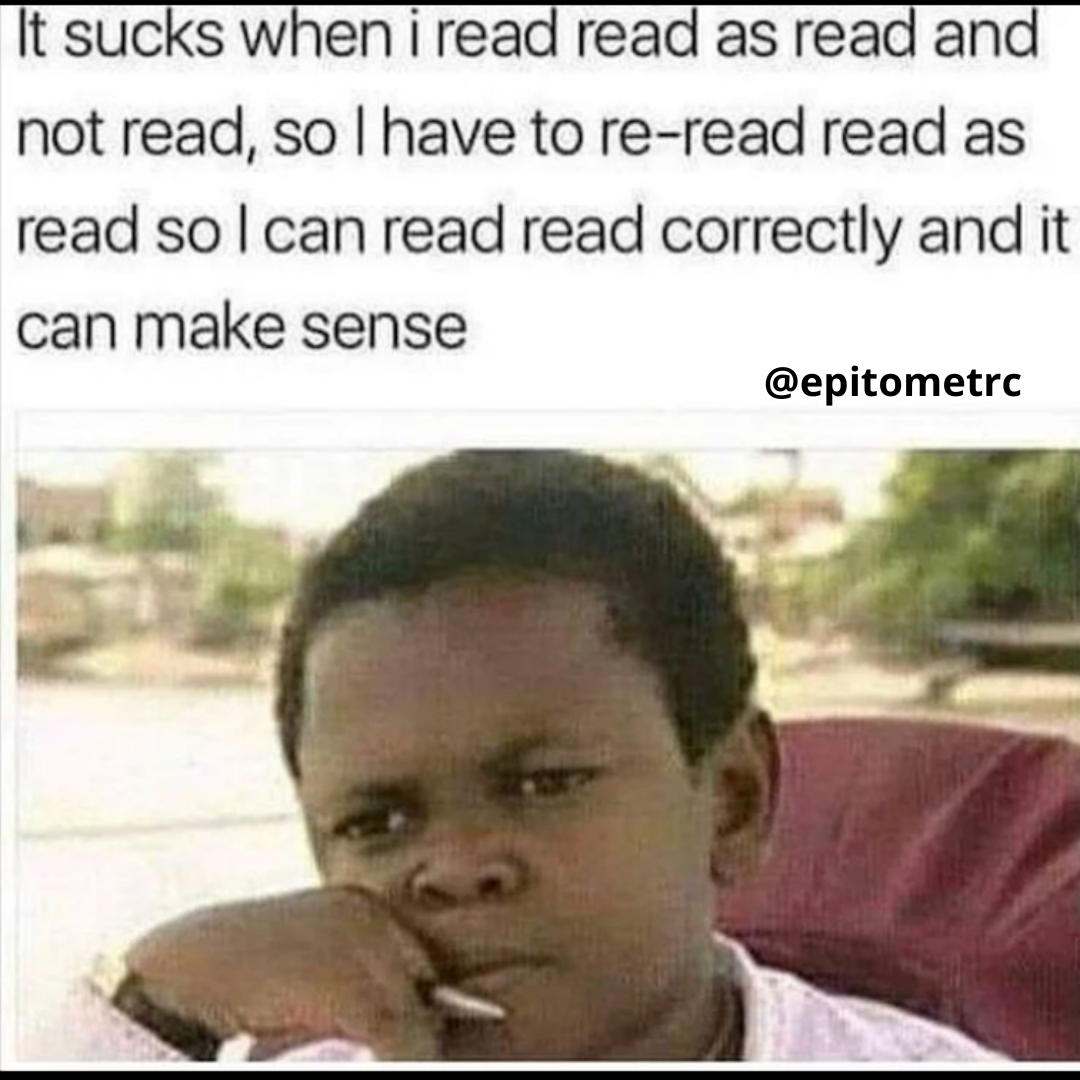 It sucks when i read read as read and
not read, so I have to re-read read as
read so I can read read correctly and it
can make sense
@epitometrc